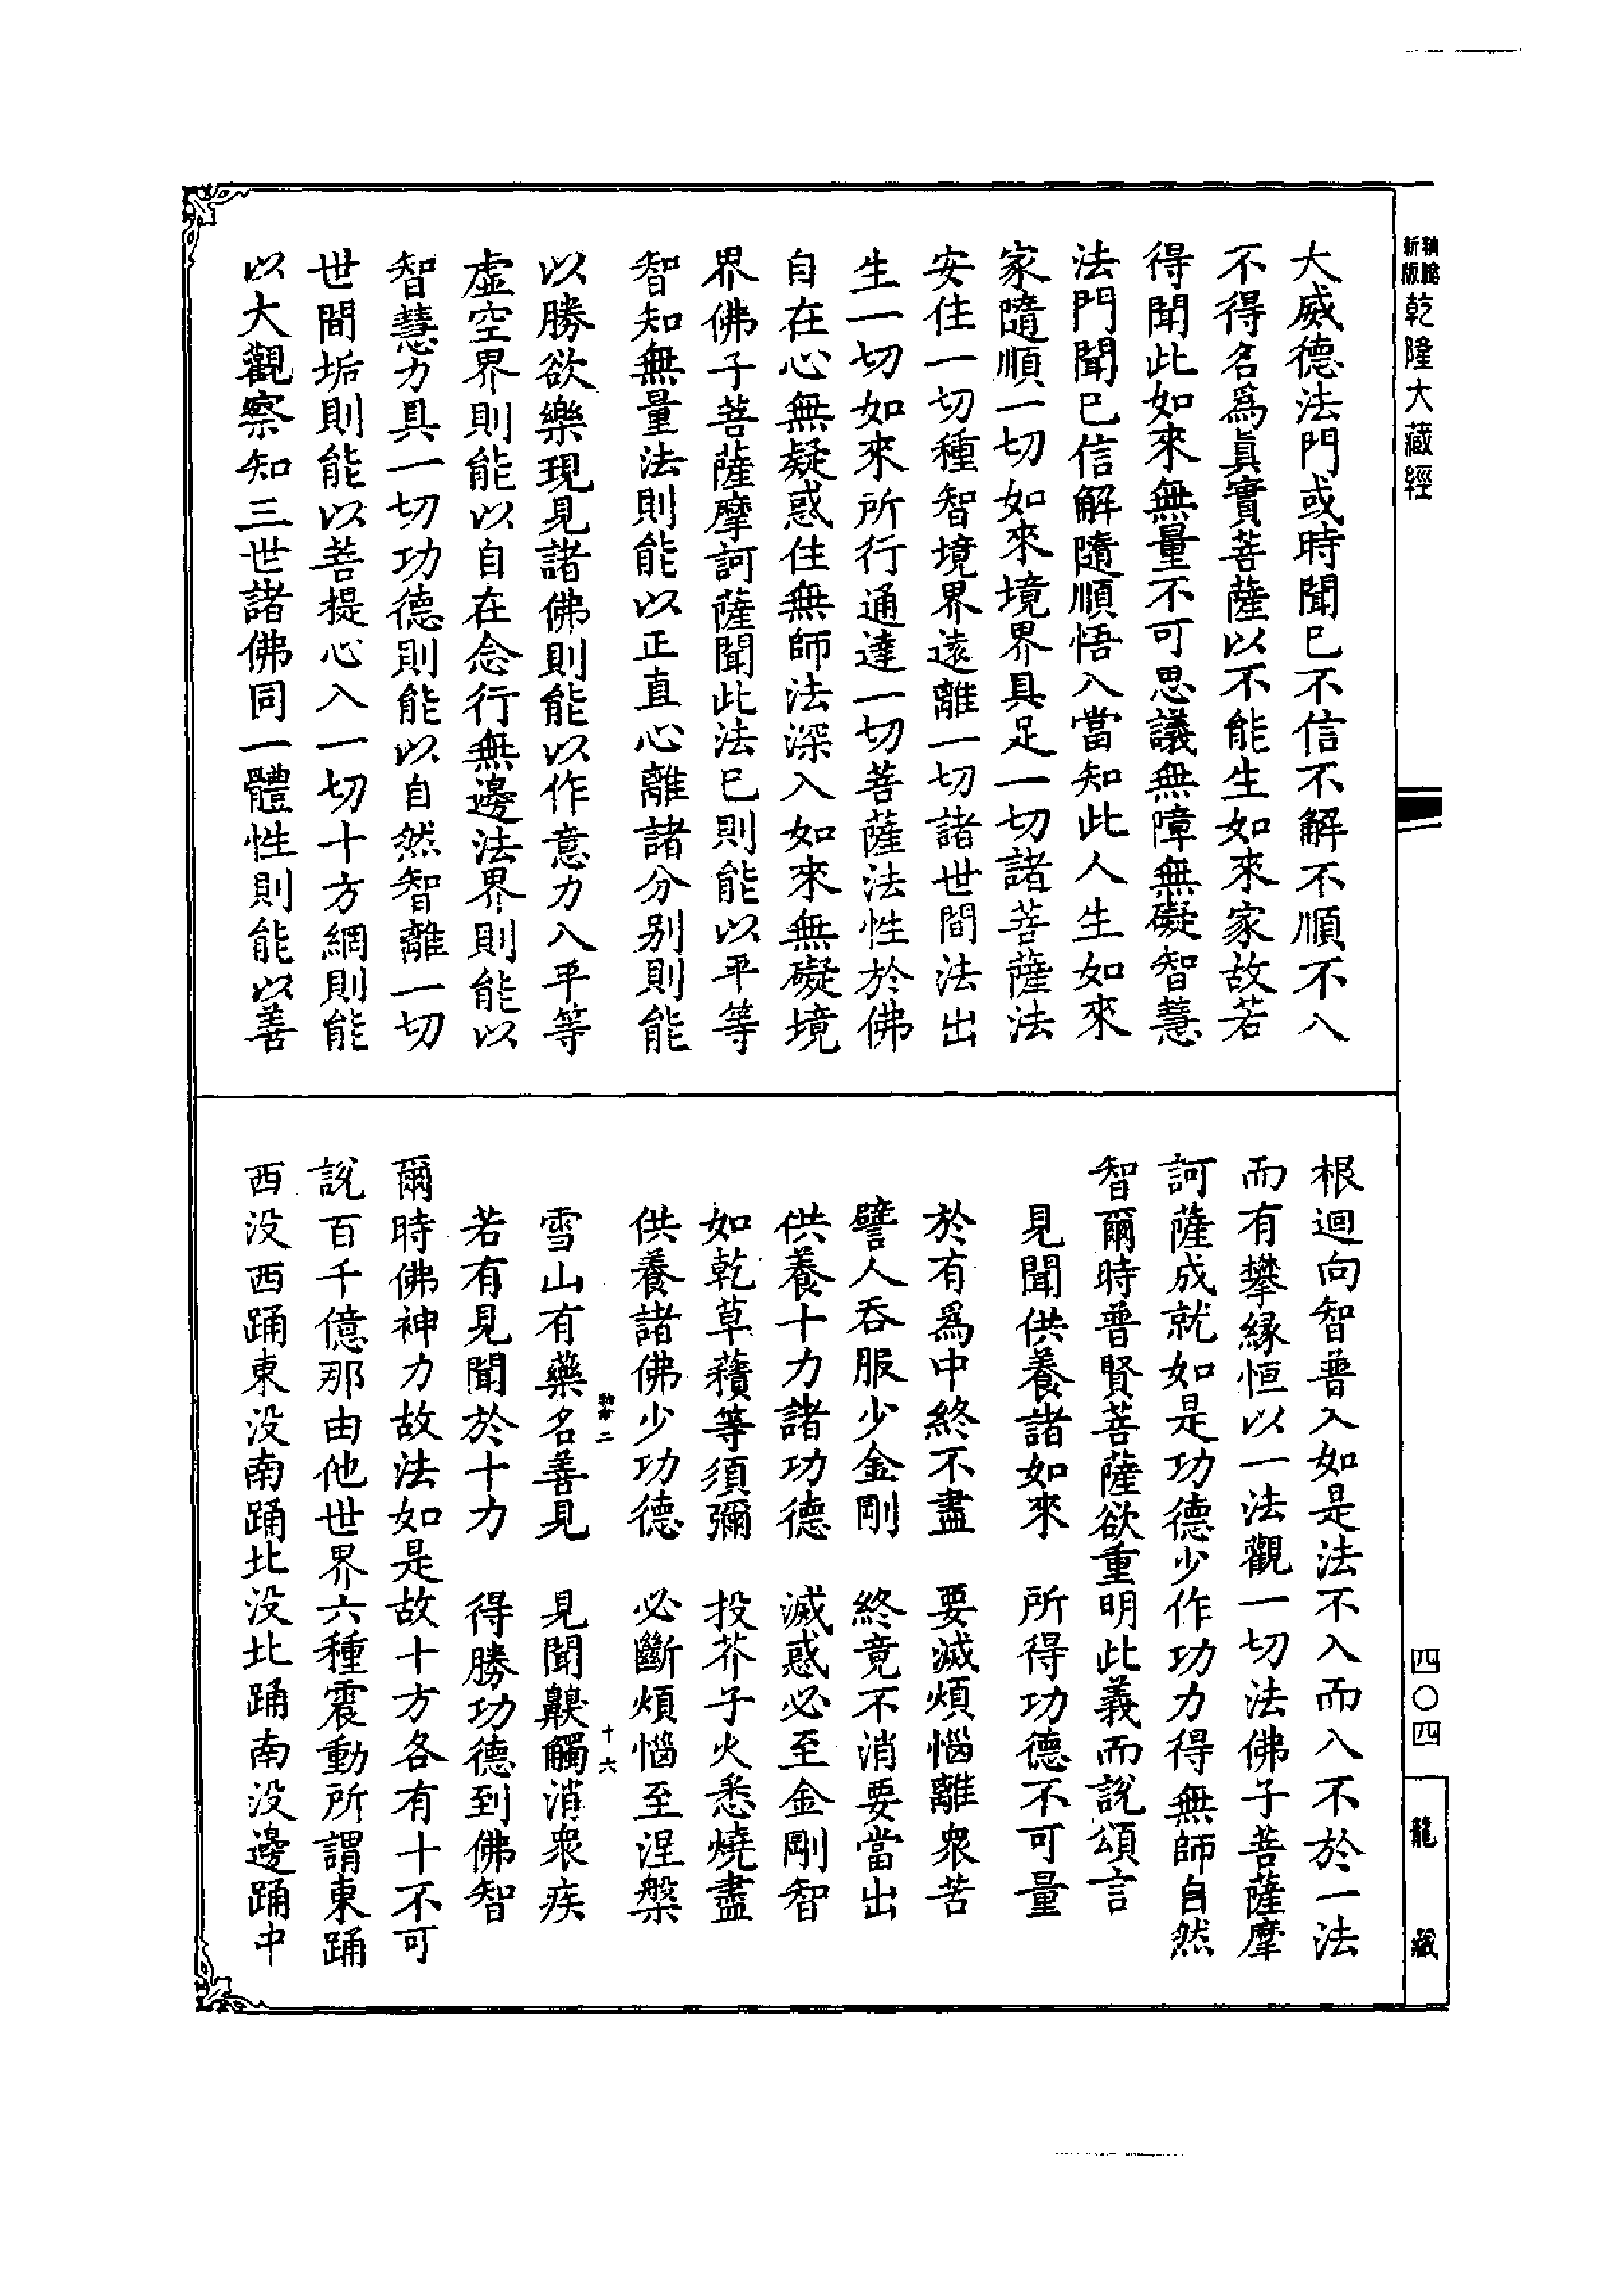 新版
乾隆大藏經
大威德法門或時聞已不信不解不順不入
不得名爲眞實菩薩以不能生如來家故若
得聞此如來無量不可思議無障無礙智慧
法門聞已信解隨順悟入當知此人生如來
家隨順一切如來境界具足一切諸菩薩法
安住一切種智境界遠離一切諸世間法出
生一切如來所行通達一切菩薩法性於佛
自在心無疑惑住無師法深入如來無礙境
界佛子菩薩摩訶薩聞此法已則能以平等
智知無量法則能以正直心離諸分别則能
以勝欲樂現見諸佛則能以作意力入平等
虛空界則能以自在念行無邊法界則能以
智慧力具一切功德則能以自然智離一切
世間垢則能以菩提心入一切十方網則能
以大觀察知三世諸佛同一體性則能以善
根迴向智普入如是法不入而入不於一法
而有攀緣恒以一法觀一切法佛子菩薩摩
訶薩成就如是功德少作功力得無師自然
智爾時普賢菩薩欲重明此義而說頌言
見聞供養諸如來　所得功德不可量
於有爲中終不盡　要滅煩惱離衆苦
譬人吞服少金剛　終竟不消要當出
供養十力諸功德　滅惑必至金剛智
如乾草𧂐等須彌　投芥子火悉燒盡
供養諸佛少功德　必斷煩惱至涅槃
二
十六
雪山有藥名善見　見聞齅觸消衆疾
若有見聞於十力　得勝功德到佛智
爾時佛神力故法如是故十方各有十不可
說百千億那由他世界六種震動所謂東踊
西没西踊東没南踊北没北踊南没邊踊中
四〇四
龍藏